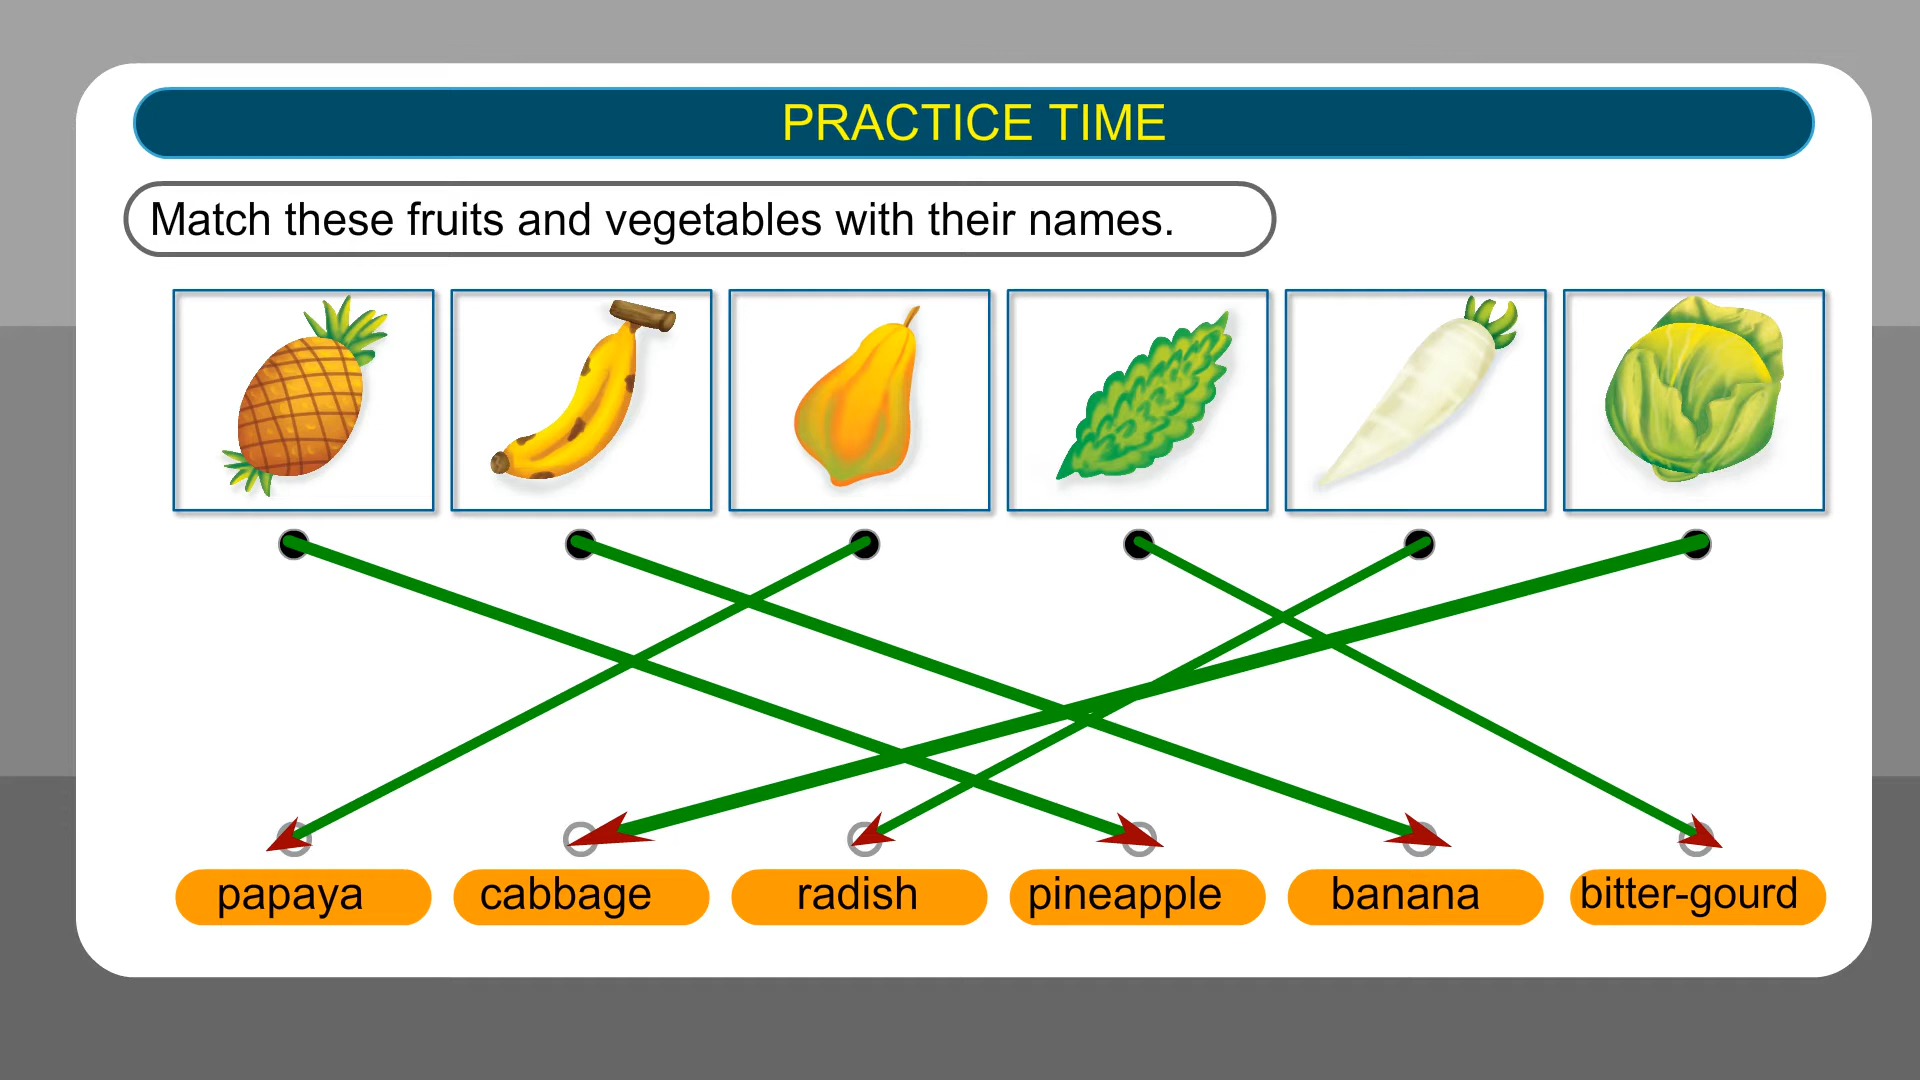 PRACTICE TIME
Match these fruits and vegetables with their names.
papaya cabbage radish pineapple banana bitter-gourd